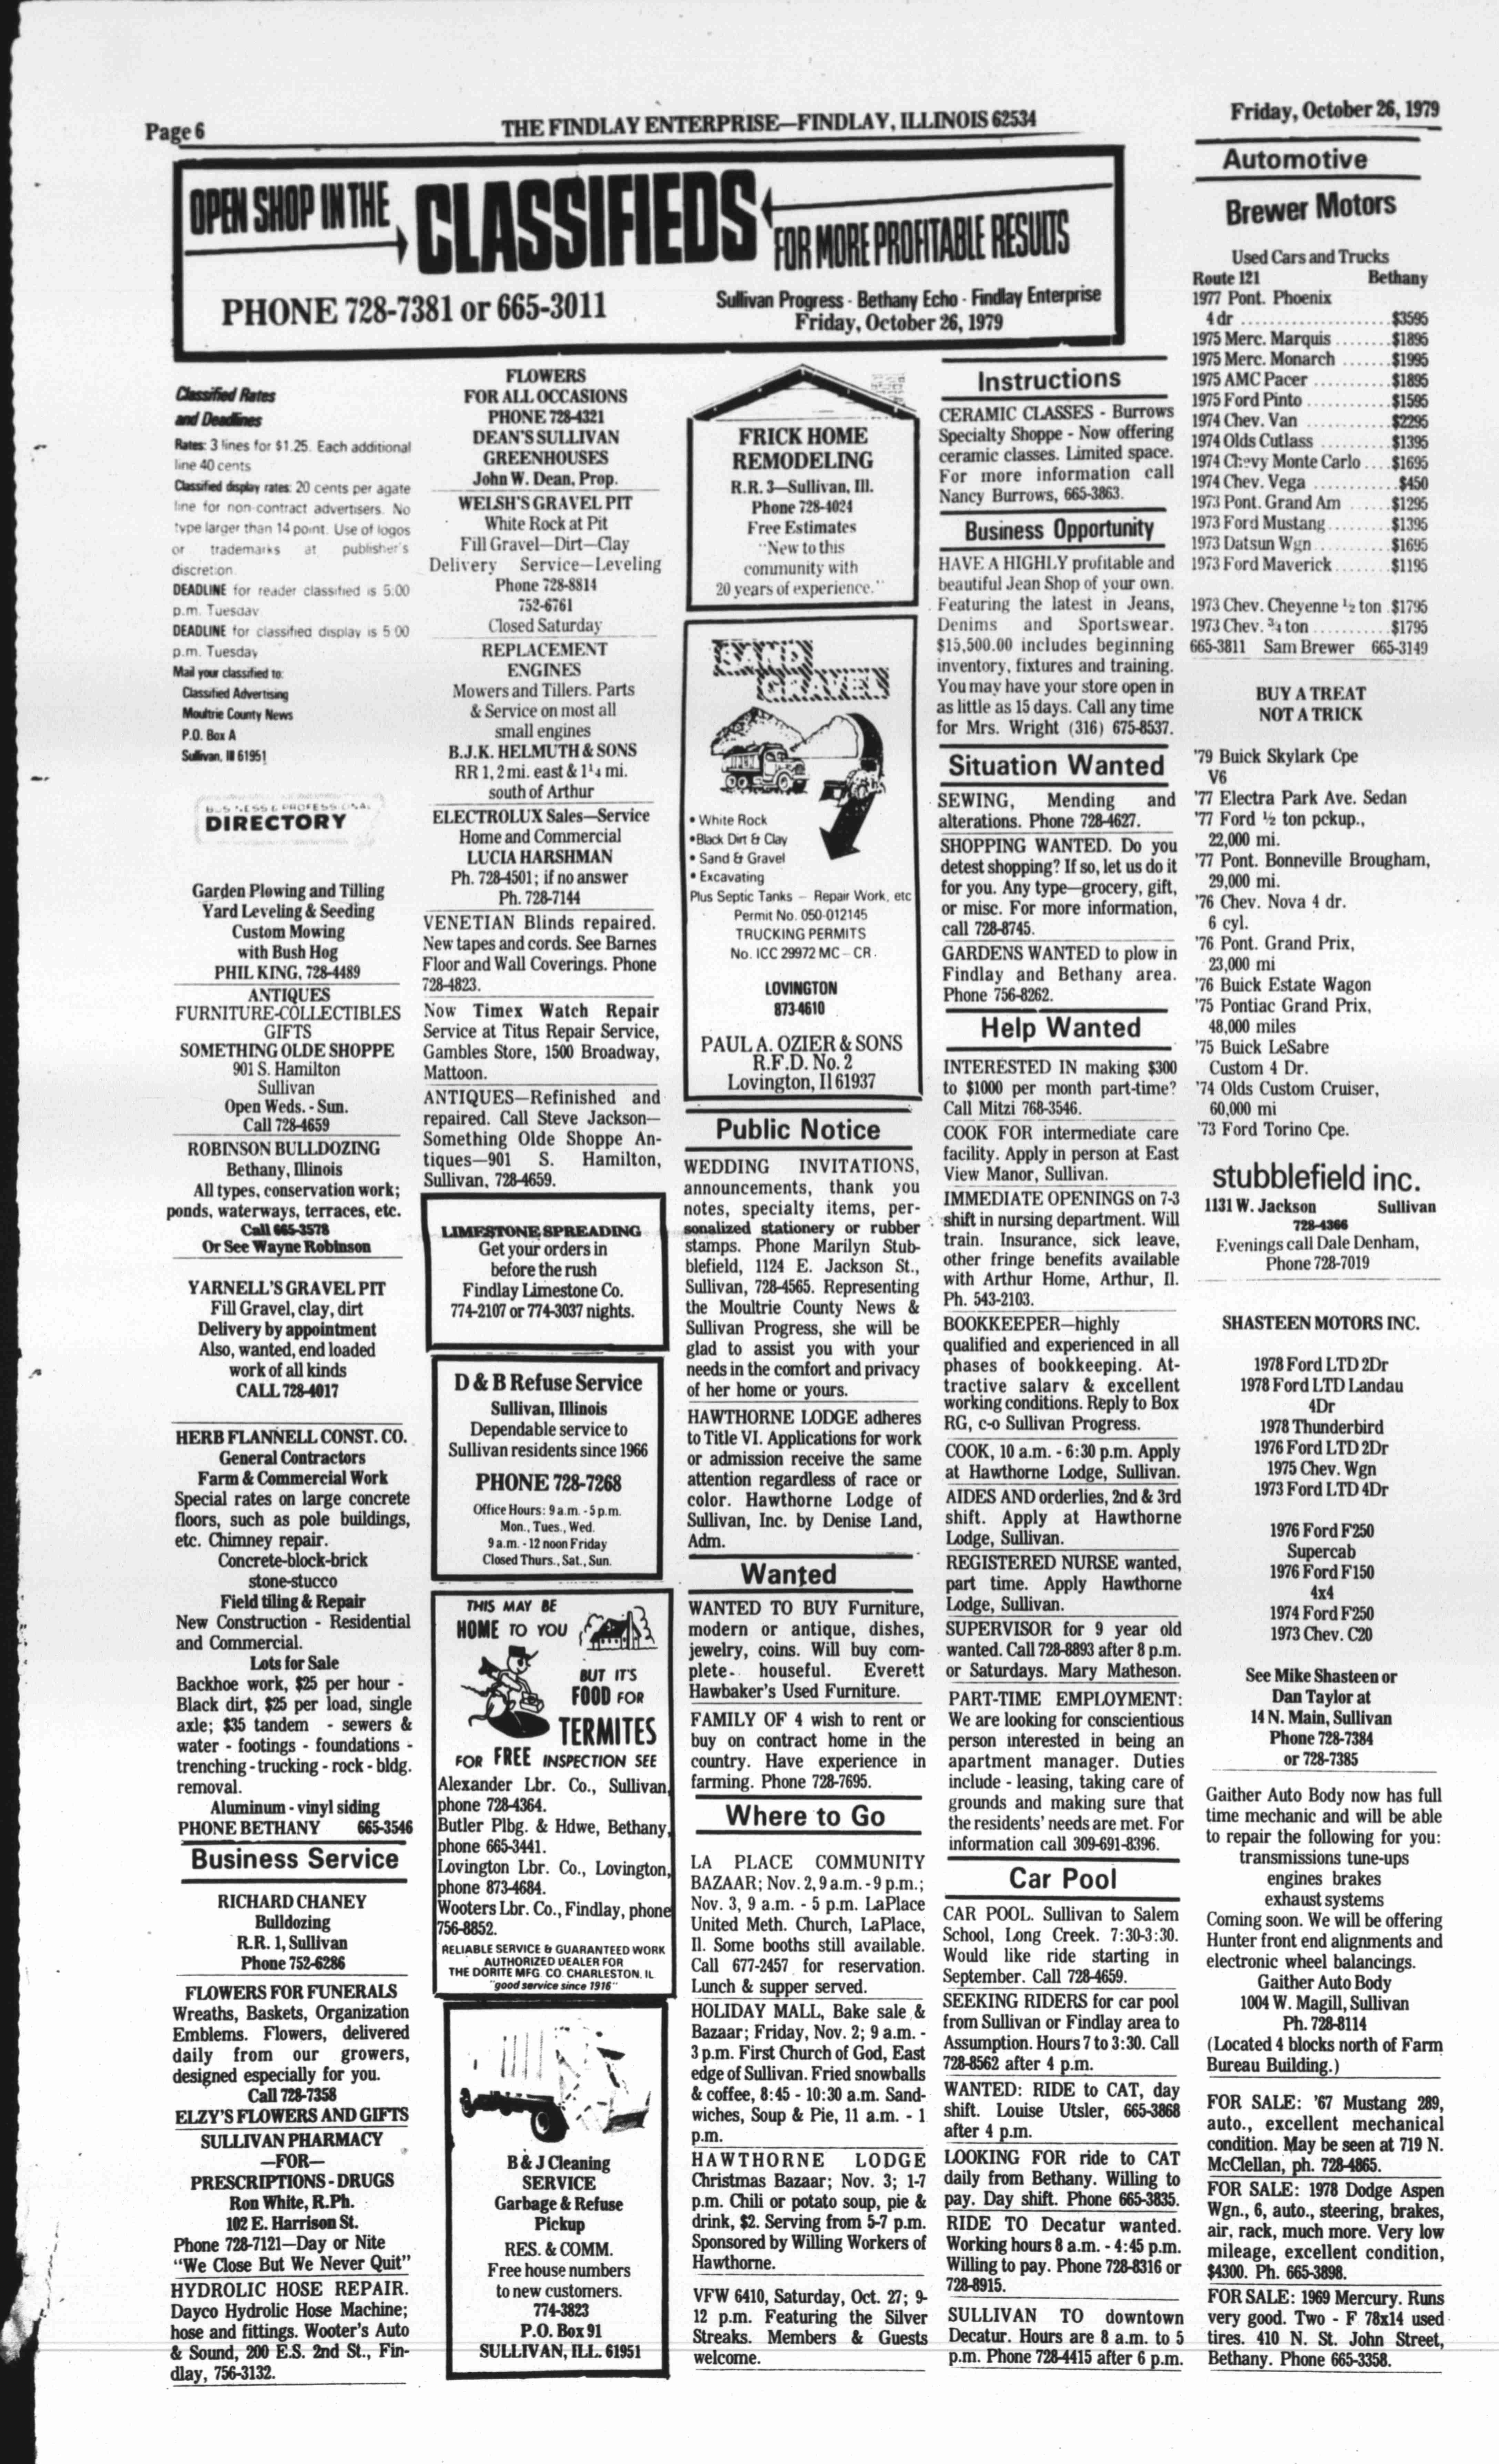 Page 6
THE FINDLAY ENTERPRISE—FINDLAY, ILLINOIS 62534
Friday, October 26, 1979
OPEN SHOP IN THE
CLASSIFIEDS
FOR MORE PROFITABLE RESULTS
PHONE 728-7381 or 665-3011
Sullivan Progress - Bethany Echo - Findlay Enterprise
Friday, October 26, 1979
Classified Rates
and Deadlines
Rates: 3 lines for $1.25. Each additional
line 40 cents
Classified display rates: 20 cents per agate
line for non-contract advertisers. No
type larger than 14 point. Use of logos
or trademarks at publisher's
discretion.
DEADLINE for reader classified is 5:00
p.m. Tuesday
DEADLINE for classified display is 5:00
p.m. Tuesday
Mail your classified to:
Classified Advertising
Moultrie County News
P.O. Box A
Sullivan, Ill 61951
BUSINESS & PROFESSIONAL
DIRECTORY
Garden Plowing and Tilling
Yard Leveling & Seeding
Custom Mowing
with Bush Hog
PHIL KING, 728-4489
ANTIQUES
FURNITURE-COLLECTIBLES
GIFTS
SOMETHING OLDE SHOPPE
901 S. Hamilton
Sullivan
Open Weds. - Sun.
Call 728-4659
ROBINSON BULLDOZING
Bethany, Illinois
All types, conservation work;
ponds, waterways, terraces, etc.
Call 665-3578
Or See Wayne Robinson
YARNELL'S GRAVEL PIT
Fill Gravel, clay, dirt
Delivery by appointment
Also, wanted, end loaded
work of all kinds
CALL 728-4017
HERB FLANNELL CONST. CO.
General Contractors
Farm & Commercial Work
Special rates on large concrete
floors, such as pole buildings,
etc. Chimney repair.
Concrete-block-brick
stone-stucco
Field tiling & Repair
New Construction - Residential
and Commercial.
Lots for Sale
Backhoe work, $25 per hour -
Black dirt, $25 per load, single
axle; $35 tandem - sewers &
water - footings - foundations -
trenching - trucking - rock - bldg.
removal.
Aluminum - vinyl siding
PHONE BETHANY 665-3546
Business Service
RICHARD CHANEY
Bulldozing
R.R. 1, Sullivan
Phone 752-6286
FLOWERS FOR FUNERALS
Wreaths, Baskets, Organization
Emblems. Flowers, delivered
daily from our growers,
designed especially for you.
Call 728-7358
ELZY'S FLOWERS AND GIFTS
SULLIVAN PHARMACY
—FOR—
PRESCRIPTIONS - DRUGS
Ron White, R.Ph.
102 E. Harrison St.
Phone 728-7121—Day or Nite
"We Close But We Never Quit"
HYDROLIC HOSE REPAIR.
Dayco Hydrolic Hose Machine;
hose and fittings. Wooter's Auto
& Sound, 200 E.S. 2nd St., Fin-
dlay, 756-3132.
FLOWERS
FOR ALL OCCASIONS
PHONE 728-4321
DEAN'S SULLIVAN
GREENHOUSES
John W. Dean, Prop.
WELSH'S GRAVEL PIT
White Rock at Pit
Fill Gravel—Dirt—Clay
Delivery Service—Leveling
Phone 728-8814
752-6761
Closed Saturday
REPLACEMENT
ENGINES
Mowers and Tillers. Parts
& Service on most all
small engines
B.J.K. HELMUTH & SONS
RR 1, 2 mi. east & 1¼ mi.
south of Arthur
ELECTROLUX Sales—Service
Home and Commercial
LUCIA HARSHMAN
Ph. 728-4501; if no answer
Ph. 728-7144
VENETIAN Blinds repaired.
New tapes and cords. See Barnes
Floor and Wall Coverings. Phone
728-4823.
Now Timex Watch Repair
Service at Titus Repair Service,
Gambles Store, 1500 Broadway,
Mattoon.
ANTIQUES—Refinished and
repaired. Call Steve Jackson—
Something Olde Shoppe An-
tiques—901 S. Hamilton,
Sullivan, 728-4659.
LIMESTONE SPREADING
Get your orders in
before the rush
Findlay Limestone Co.
774-2107 or 774-3037 nights.
D & B Refuse Service
Sullivan, Illinois
Dependable service to
Sullivan residents since 1966
PHONE 728-7268
Office Hours: 9 a.m. - 5 p.m.
Mon., Tues., Wed.
9 a.m. - 12 noon Friday
Closed Thurs., Sat., Sun.
THIS MAY BE
HOME TO YOU
BUT IT'S
FOOD FOR
TERMITES
FOR FREE INSPECTION SEE
Alexander Lbr. Co., Sullivan,
phone 728-4364.
Butler Plbg. & Hdwe, Bethany,
phone 665-3441.
Lovington Lbr. Co., Lovington,
phone 873-4684.
Wooters Lbr. Co., Findlay, phone
756-8852.
RELIABLE SERVICE & GUARANTEED WORK
AUTHORIZED DEALER FOR
THE DORITE MFG. CO. CHARLESTON, IL
"good service since 1916"
B & J Cleaning
SERVICE
Garbage & Refuse
Pickup
RES. & COMM.
Free house numbers
to new customers.
774-3823
P.O. Box 91
SULLIVAN, ILL. 61951
FRICK HOME
REMODELING
R.R. 3—Sullivan, Ill.
Phone 728-4024
Free Estimates
"New to this
community with
20 years of experience."
SAND
GRAVEL
• White Rock
• Black Dirt & Clay
• Sand & Gravel
• Excavating
Plus Septic Tanks — Repair Work, etc
Permit No. 050-012145
TRUCKING PERMITS
No. ICC 29972 MC – CR.
LOVINGTON
873-4610
PAUL A. OZIER & SONS
R.F.D. No. 2
Lovington, Il 61937
Public Notice
WEDDING INVITATIONS,
announcements, thank you
notes, specialty items, per-
sonalized stationery or rubber
stamps. Phone Marilyn Stub-
blefield, 1124 E. Jackson St.,
Sullivan, 728-4565. Representing
the Moultrie County News &
Sullivan Progress, she will be
glad to assist you with your
needs in the comfort and privacy
of her home or yours.
HAWTHORNE LODGE adheres
to Title VI. Applications for work
or admission receive the same
attention regardless of race or
color. Hawthorne Lodge of
Sullivan, Inc. by Denise Land,
Adm.
Wanted
WANTED TO BUY Furniture,
modern or antique, dishes,
jewelry, coins. Will buy com-
plete- houseful. Everett
Hawbaker's Used Furniture.
FAMILY OF 4 wish to rent or
buy on contract home in the
country. Have experience in
farming. Phone 728-7695.
Where to Go
LA PLACE COMMUNITY
BAZAAR; Nov. 2, 9 a.m. - 9 p.m.;
Nov. 3, 9 a.m. - 5 p.m. LaPlace
United Meth. Church, LaPlace,
Il. Some booths still available.
Call 677-2457 for reservation.
Lunch & supper served.
HOLIDAY MALL, Bake sale &
Bazaar; Friday, Nov. 2; 9 a.m. -
3 p.m. First Church of God, East
edge of Sullivan. Fried snowballs
& coffee, 8:45 - 10:30 a.m. Sand-
wiches, Soup & Pie, 11 a.m. - 1
p.m.
HAWTHORNE LODGE
Christmas Bazaar; Nov. 3; 1-7
p.m. Chili or potato soup, pie &
drink, $2. Serving from 5-7 p.m.
Sponsored by Willing Workers of
Hawthorne.
VFW 6410, Saturday, Oct. 27; 9-
12 p.m. Featuring the Silver
Streaks. Members & Guests
welcome.
Instructions
CERAMIC CLASSES - Burrows
Specialty Shoppe - Now offering
ceramic classes. Limited space.
For more information call
Nancy Burrows, 665-3863.
Business Opportunity
HAVE A HIGHLY profitable and
beautiful Jean Shop of your own.
Featuring the latest in Jeans,
Denims and Sportswear.
$15,500.00 includes beginning
inventory, fixtures and training.
You may have your store open in
as little as 15 days. Call any time
for Mrs. Wright (316) 675-8537.
Situation Wanted
SEWING, Mending and
alterations. Phone 728-4627.
SHOPPING WANTED. Do you
detest shopping? If so, let us do it
for you. Any type—grocery, gift,
or misc. For more information,
call 728-8745.
GARDENS WANTED to plow in
Findlay and Bethany area.
Phone 756-8262.
Help Wanted
INTERESTED IN making $300
to $1000 per month part-time?
Call Mitzi 768-3546.
COOK FOR intermediate care
facility. Apply in person at East
View Manor, Sullivan.
IMMEDIATE OPENINGS on 7-3
shift in nursing department. Will
train. Insurance, sick leave,
other fringe benefits available
with Arthur Home, Arthur, Il.
Ph. 543-2103.
BOOKKEEPER—highly
qualified and experienced in all
phases of bookkeeping. At-
tractive salary & excellent
working conditions. Reply to Box
RG, c-o Sullivan Progress.
COOK, 10 a.m. - 6:30 p.m. Apply
at Hawthorne Lodge, Sullivan.
AIDES AND orderlies, 2nd & 3rd
shift. Apply at Hawthorne
Lodge, Sullivan.
REGISTERED NURSE wanted,
part time. Apply Hawthorne
Lodge, Sullivan.
SUPERVISOR for 9 year old
wanted. Call 728-8893 after 8 p.m.
or Saturdays. Mary Matheson.
PART-TIME EMPLOYMENT:
We are looking for conscientious
person interested in being an
apartment manager. Duties
include - leasing, taking care of
grounds and making sure that
the residents' needs are met. For
information call 309-691-8396.
Car Pool
CAR POOL. Sullivan to Salem
School, Long Creek. 7:30-3:30.
Would like ride starting in
September. Call 728-4659.
SEEKING RIDERS for car pool
from Sullivan or Findlay area to
Assumption. Hours 7 to 3:30. Call
728-8562 after 4 p.m.
WANTED: RIDE to CAT, day
shift. Louise Utsler, 665-3868
after 4 p.m.
LOOKING FOR ride to CAT
daily from Bethany. Willing to
pay. Day shift. Phone 665-3835.
RIDE TO Decatur wanted.
Working hours 8 a.m. - 4:45 p.m.
Willing to pay. Phone 728-8316 or
728-8915.
SULLIVAN TO downtown
Decatur. Hours are 8 a.m. to 5
p.m. Phone 728-4415 after 6 p.m.
Automotive
Brewer Motors
Used Cars and Trucks
Route 121 Bethany
1977 Pont. Phoenix
4 dr ................... $3595
1975 Merc. Marquis ........ $1895
1975 Merc. Monarch ....... $1995
1975 AMC Pacer ........... $1895
1975 Ford Pinto ............ $1595
1974 Chev. Van ............ $2295
1974 Olds Cutlass .......... $1395
1974 Chevy Monte Carlo .... $1695
1974 Chev. Vega ............ $450
1973 Pont. Grand Am ...... $1295
1973 Ford Mustang ......... $1395
1973 Datsun Wgn ........... $1695
1973 Ford Maverick ........ $1195
1973 Chev. Cheyenne ½ ton . $1795
1973 Chev. ¾ ton ........... $1795
665-3811 Sam Brewer 665-3149
BUY A TREAT
NOT A TRICK
'79 Buick Skylark Cpe
V6
'77 Electra Park Ave. Sedan
'77 Ford ½ ton pckup.,
22,000 mi.
'77 Pont. Bonneville Brougham,
29,000 mi.
'76 Chev. Nova 4 dr.
6 cyl.
'76 Pont. Grand Prix,
23,000 mi
'76 Buick Estate Wagon
'75 Pontiac Grand Prix,
48,000 miles
'75 Buick LeSabre
Custom 4 Dr.
'74 Olds Custom Cruiser,
60,000 mi
'73 Ford Torino Cpe.
stubblefield inc.
1131 W. Jackson Sullivan
728-4366
Evenings call Dale Denham,
Phone 728-7019
SHASTEEN MOTORS INC.
1978 Ford LTD 2Dr
1978 Ford LTD Landau
4Dr
1978 Thunderbird
1976 Ford LTD 2Dr
1975 Chev. Wgn
1973 Ford LTD 4Dr
1976 Ford F250
Supercab
1976 Ford F150
4x4
1974 Ford F250
1973 Chev. C20
See Mike Shasteen or
Dan Taylor at
14 N. Main, Sullivan
Phone 728-7384
or 728-7385
Gaither Auto Body now has full
time mechanic and will be able
to repair the following for you:
transmissions tune-ups
engines brakes
exhaust systems
Coming soon. We will be offering
Hunter front end alignments and
electronic wheel balancings.
Gaither Auto Body
1004 W. Magill, Sullivan
Ph. 728-8114
(Located 4 blocks north of Farm
Bureau Building.)
FOR SALE: '67 Mustang 289,
auto., excellent mechanical
condition. May be seen at 719 N.
McClellan, ph. 728-4865.
FOR SALE: 1978 Dodge Aspen
Wgn., 6, auto., steering, brakes,
air, rack, much more. Very low
mileage, excellent condition,
$4300. Ph. 665-3898.
FOR SALE: 1969 Mercury. Runs
very good. Two - F 78x14 used
tires. 410 N. St. John Street,
Bethany. Phone 665-3358.